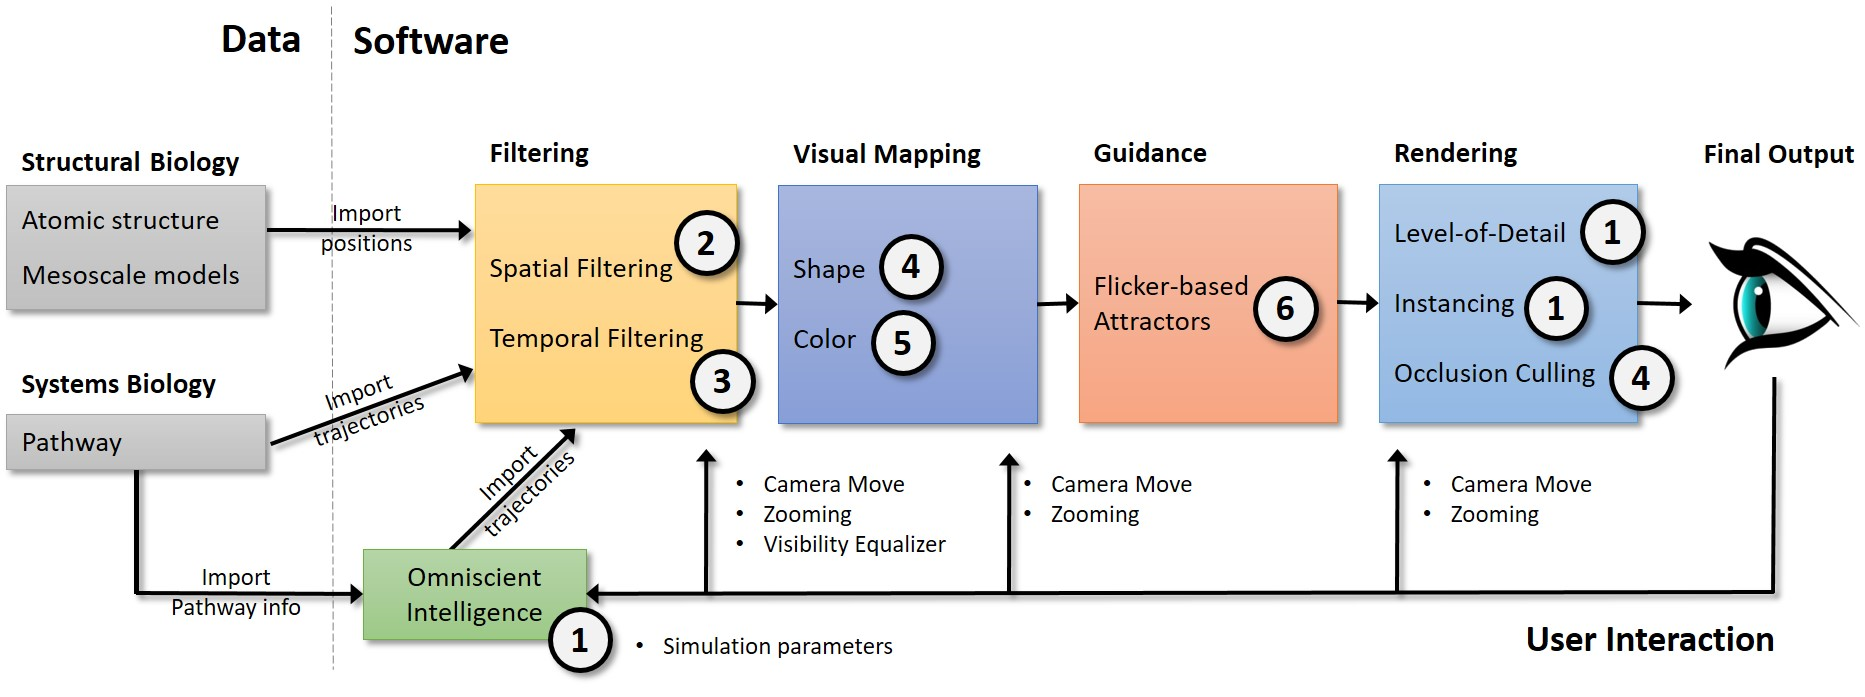 Data
Software
Structural Biology
Atomic structure
Mesoscale models
Import
positions
Systems Biology
Pathway
Import
trajectories
Import
Pathway info
Import
trajectories
Omniscient
Intelligence
1
• Simulation parameters
Filtering
Spatial Filtering
2
Temporal Filtering
3
Visual Mapping
Shape
4
Color
5
Guidance
Flicker-based
Attractors
6
Rendering
Level-of-Detail
1
Instancing
1
Occlusion Culling
4
Final Output
• Camera Move
• Zooming
• Visibility Equalizer
• Camera Move
• Zooming
• Camera Move
• Zooming
User Interaction